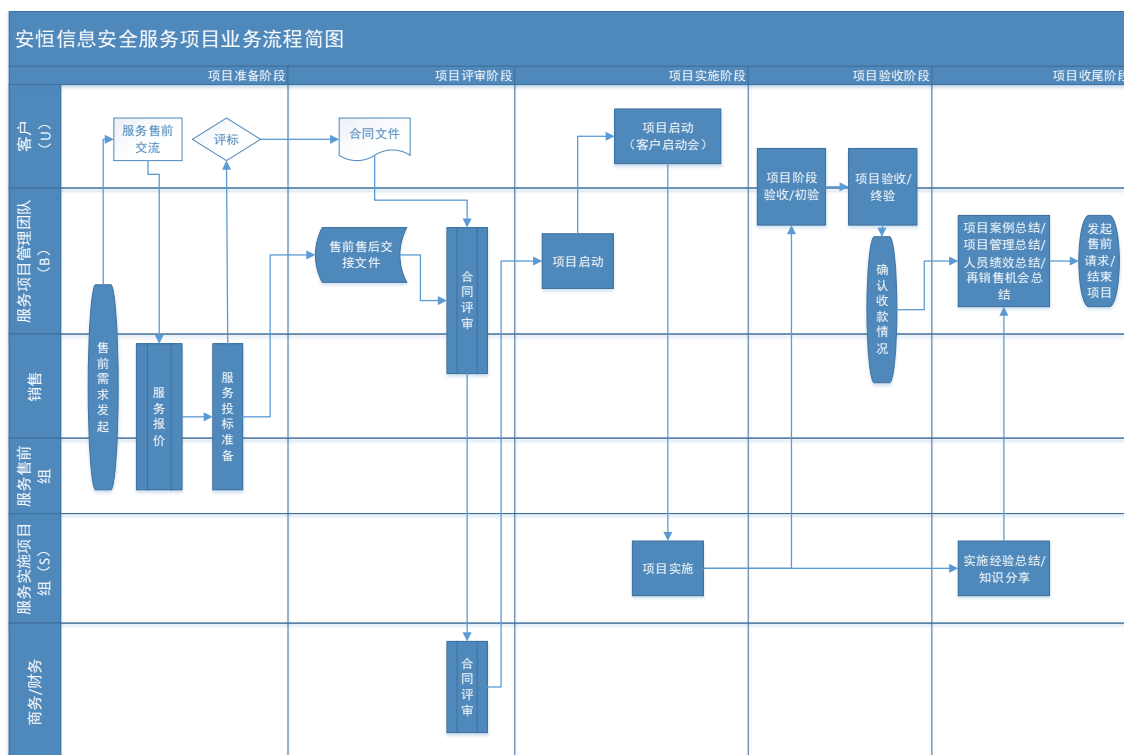 安恒信息安全服务项目业务流程简图
项目准备阶段
项目评审阶段
项目实施阶段
项目验收阶段
项目收尾阶段
客户
（U）
服务售前
交流
评标
合同文件
项目启动
（客户启动会）
项目阶段
验收/初验
项目验收/
终验
服务项目管理团队
（B）
售前售后交
接文件
合同评审
项目启动
确认收款情况
项目案例总结/
项目管理总结/
人员绩效总结/
再销售机会总
结
发起
售前
请求/
结束
项目
销售
售前需求发起
服务报价
服务投标准备
服务售前
组
服务实施项目
组（S）
项目实施
实施经验总结/
知识分享
商务/财务
合同评审